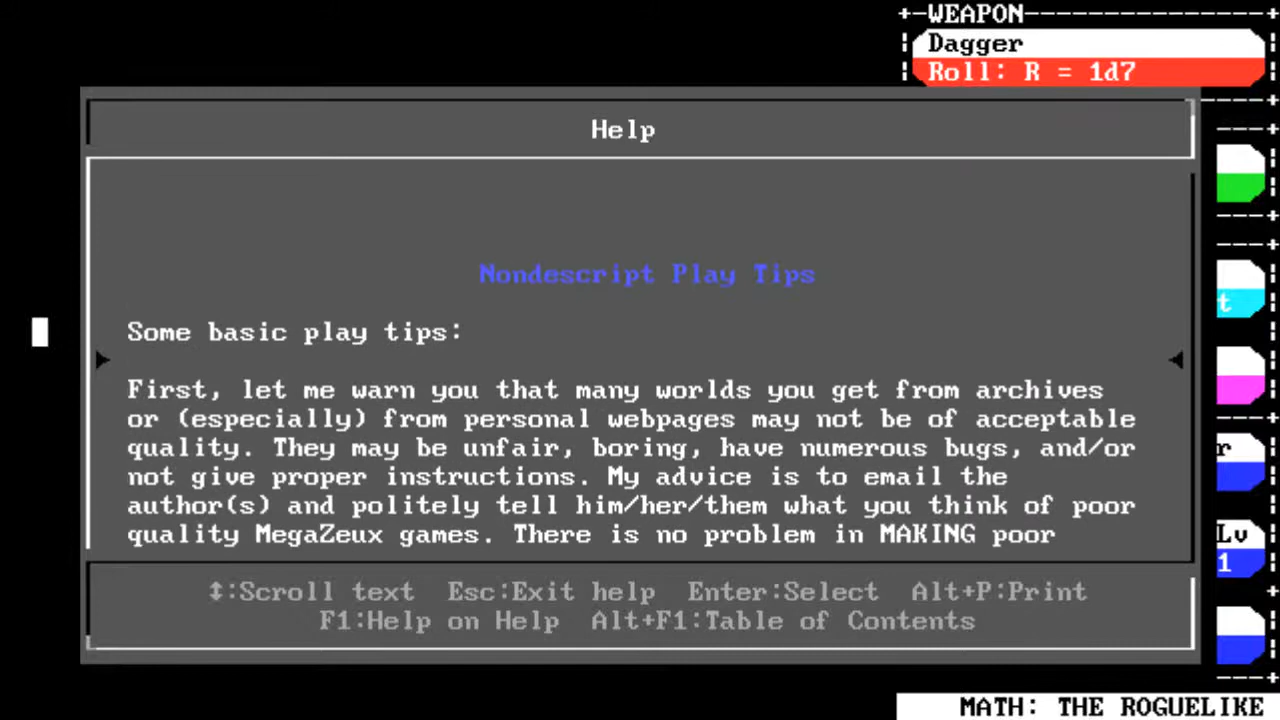 WEAPON
Dagger
Roll: R = 1d7
Help
Nondescript Play Tips
Some basic play tips:
First, let me warn you that many worlds you get from archives
or (especially) from personal webpages may not be of acceptable
quality. They may be unfair, boring, have numerous bugs, and/or
not give proper instructions. My advice is to email the
author(s) and politely tell him/her/them what you think of poor
quality MegaZeux games. There is no problem in MAKING poor
↕:Scroll text Esc:Exit help Enter:Select Alt+P:Print
F1:Help on Help Alt+F1:Table of Contents
t
r
Lv
1
MATH: THE ROGUELIKE